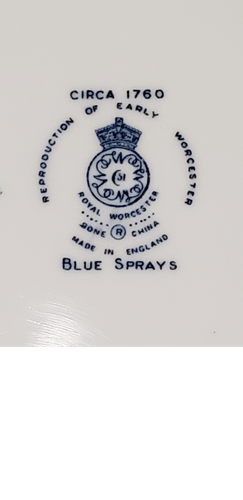 CIRCA 1760
REPRODUCTION OF EARLY WORCESTER
51
ROYAL WORCESTER
BONE ® CHINA
MADE IN ENGLAND
BLUE SPRAYS